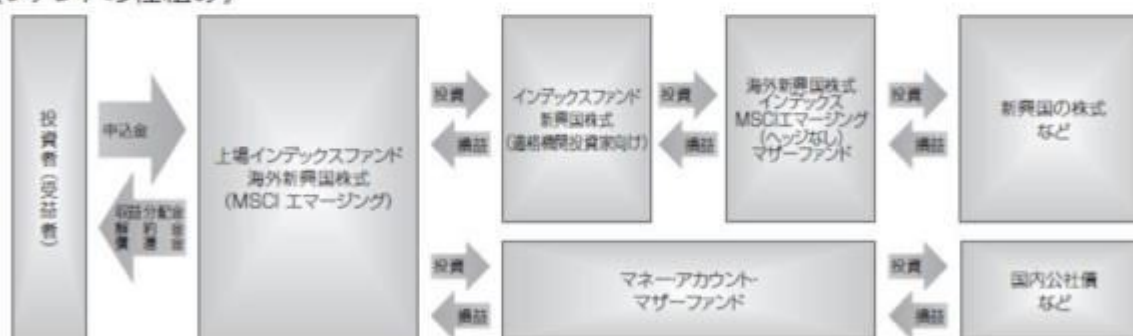 投資者(受益者)
申込金
収益分配金
解約金
償還金
上場インデックスファンド
海外新興国株式
(MSCI エマージング)
投資
損益
インデックスファンド
新興国株式
(適格機関投資家向け)
投資
損益
海外新興国株式
インデックス
MSCIエマージング
(ヘッジなし)
マザーファンド
投資
損益
新興国の株式
など
投資
損益
マネー・アカウント・
マザーファンド
投資
損益
国内公社債
など